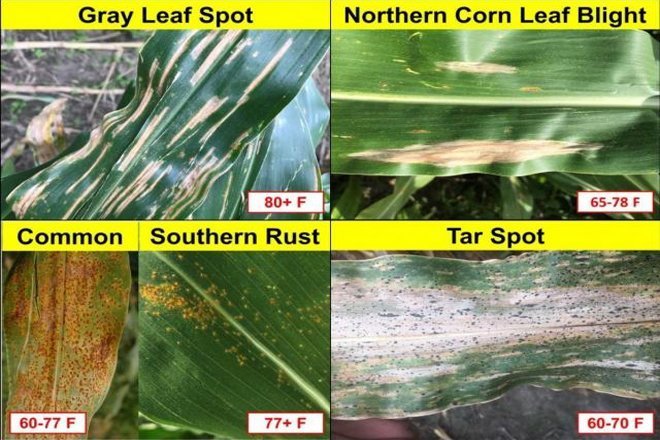 Gray Leaf Spot
Northern Corn Leaf Blight
80+ F
65-78 F
Common
Southern Rust
Tar Spot
60-77 F
77+ F
60-70 F